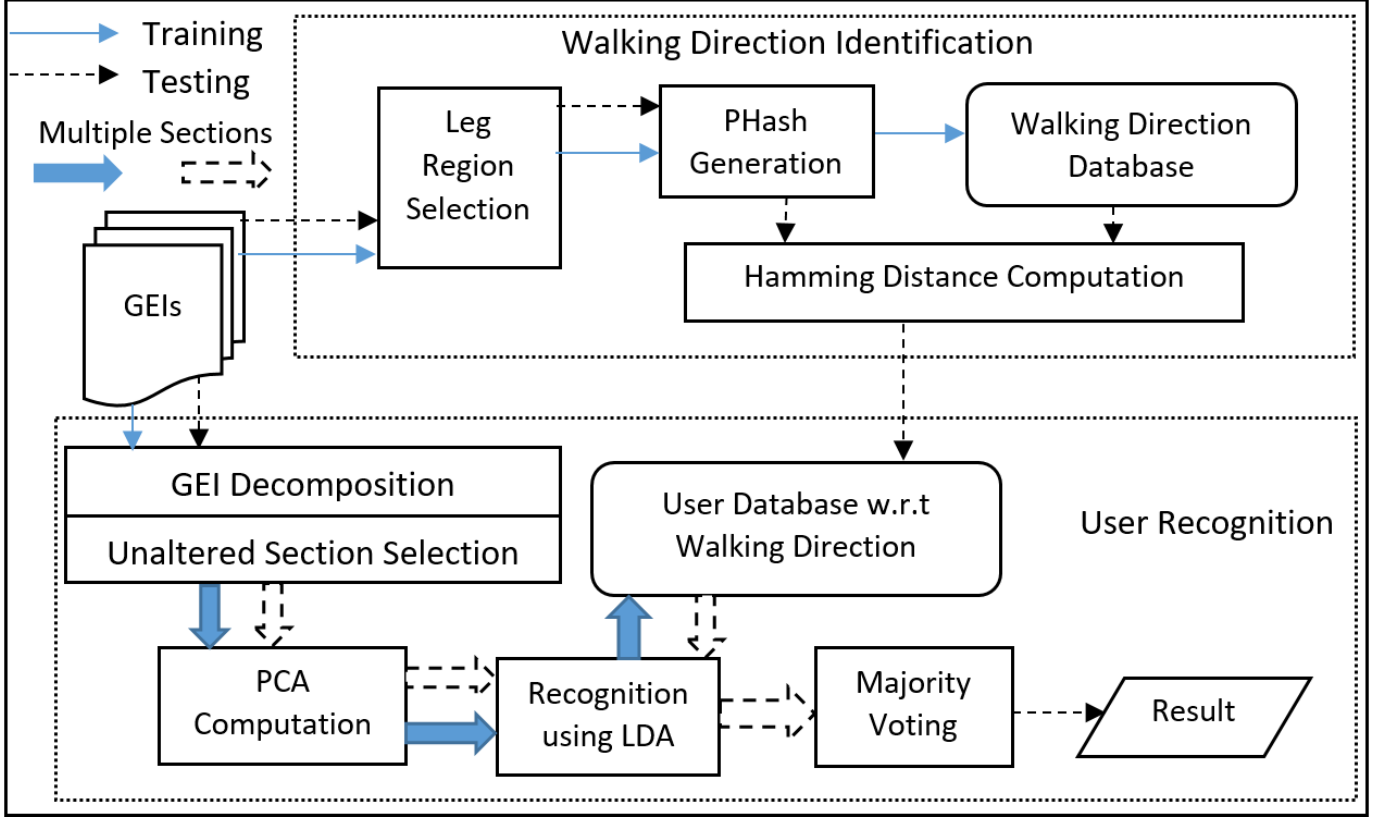 Training
Testing
Multiple Sections
GEIs
Walking Direction Identification
Leg
Region
Selection
PHash
Generation
Walking Direction
Database
Hamming Distance Computation
GEI Decomposition
Unaltered Section Selection
User Database w.r.t
Walking Direction
User Recognition
PCA
Computation
Recognition
using LDA
Majority
Voting
Result